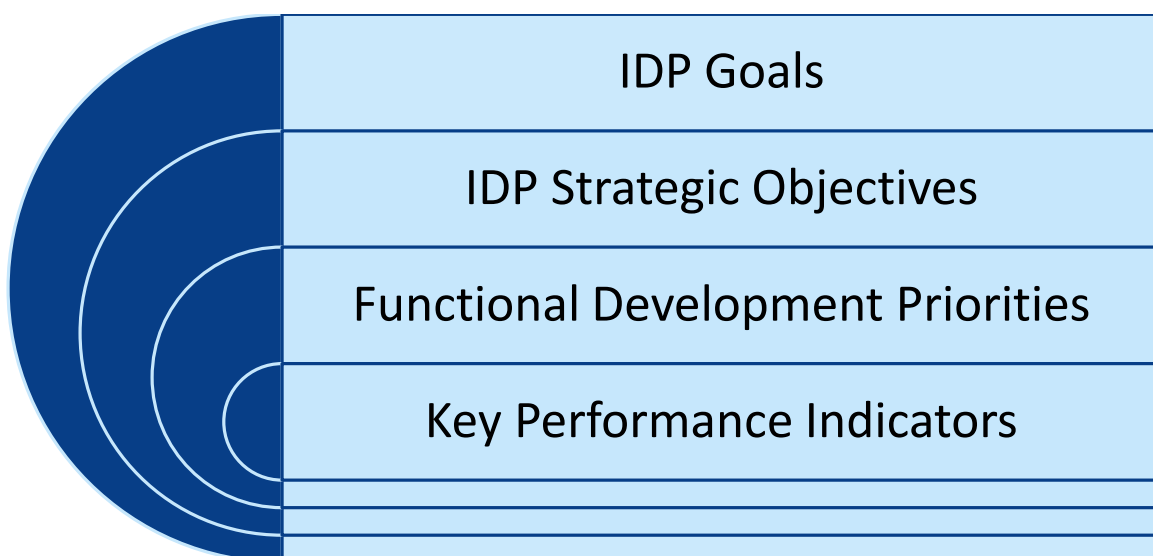 IDP Goals
IDP Strategic Objectives
Functional Development Priorities
Key Performance Indicators